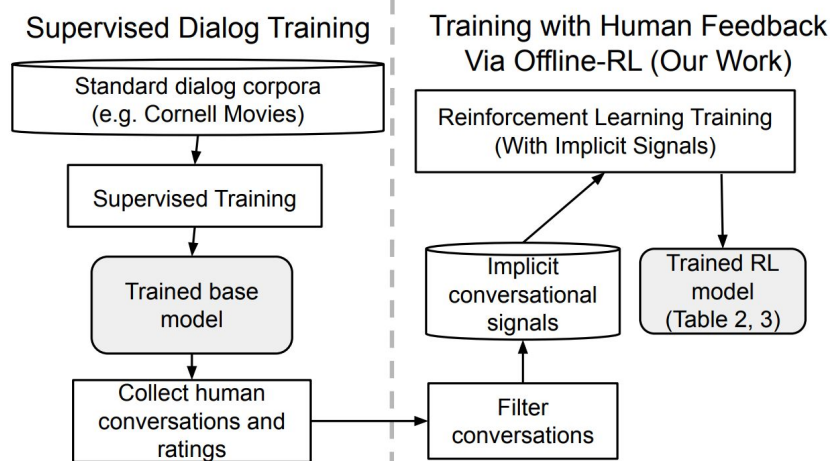 Supervised Dialog Training
Standard dialog corpora
(e.g. Cornell Movies)
Supervised Training
Trained base
model
Collect human
conversations and
ratings
Training with Human Feedback
Via Offline-RL (Our Work)
Reinforcement Learning Training
(With Implicit Signals)
Implicit
conversational
signals
Trained RL
model
(Table 2, 3)
Filter
conversations